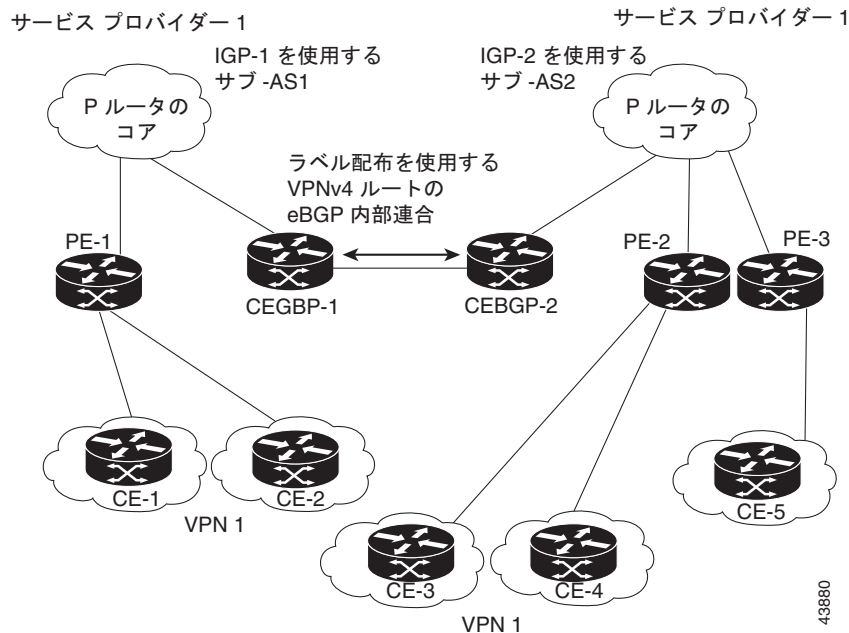 サービス プロバイダー 1
サービス プロバイダー 1
IGP-1 を使用する
サブ -AS1
IGP-2 を使用する
サブ -AS2
P ルータの
コア
P ルータの
コア
ラベル配布を使用する
VPNv4 ルートの
eBGP 内部連合
PE-1
CEGBP-1
CEBGP-2
PE-2
PE-3
CE-1
CE-2
VPN 1
CE-5
CE-3
CE-4
VPN 1
43880